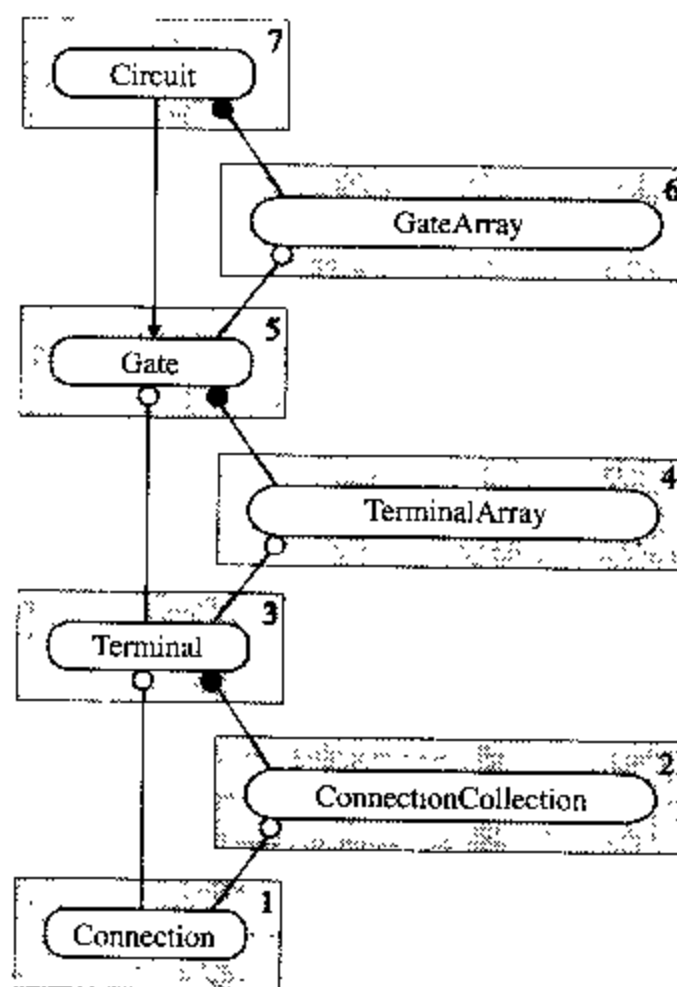 7
Circuit
6
GateArray
5
Gate
4
TerminalArray
3
Terminal
2
ConnectionCollection
1
Connection